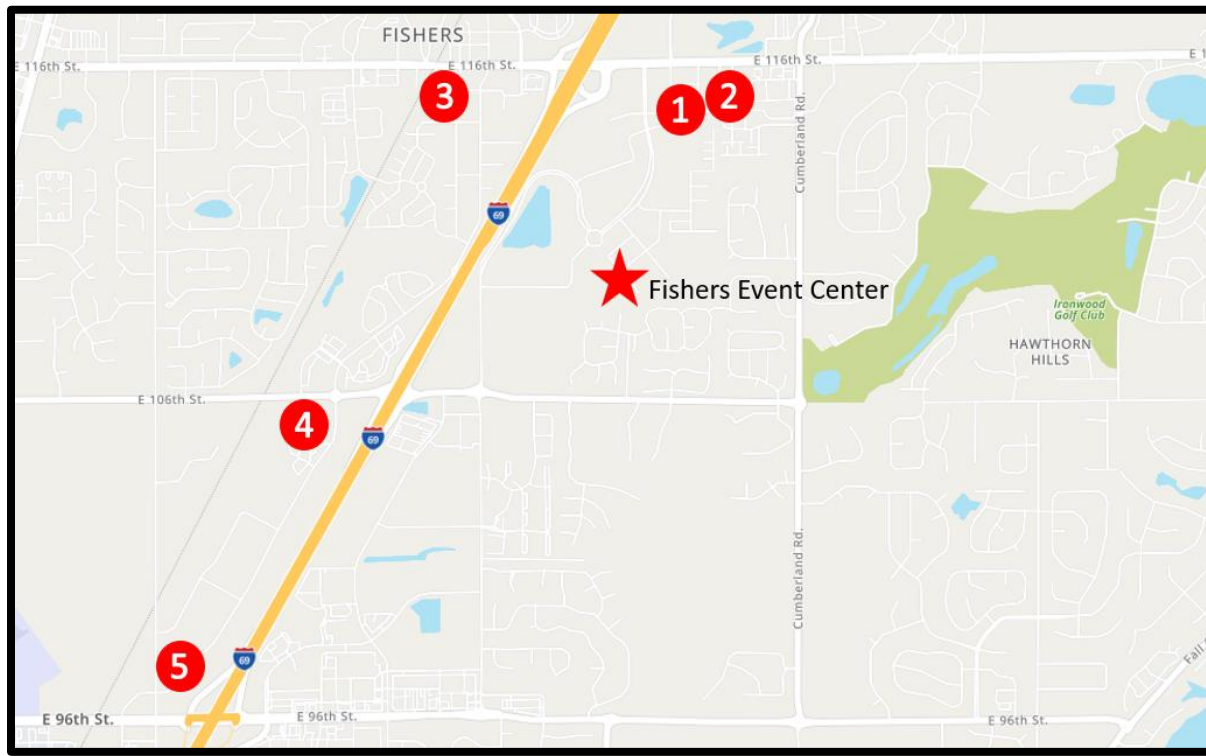 FISHERS
E 116th St.
E 116th St.
E 116th St.
E 1
3
1
2
Cumberland Rd.
69
Fishers Event Center
Ironwood
Golf Club
HAWTHORN
HILLS
E 106th St.
4
69
Cumberland Rd.
5
69
Fall
E 96th St.
E 96th St.
E 96th St.